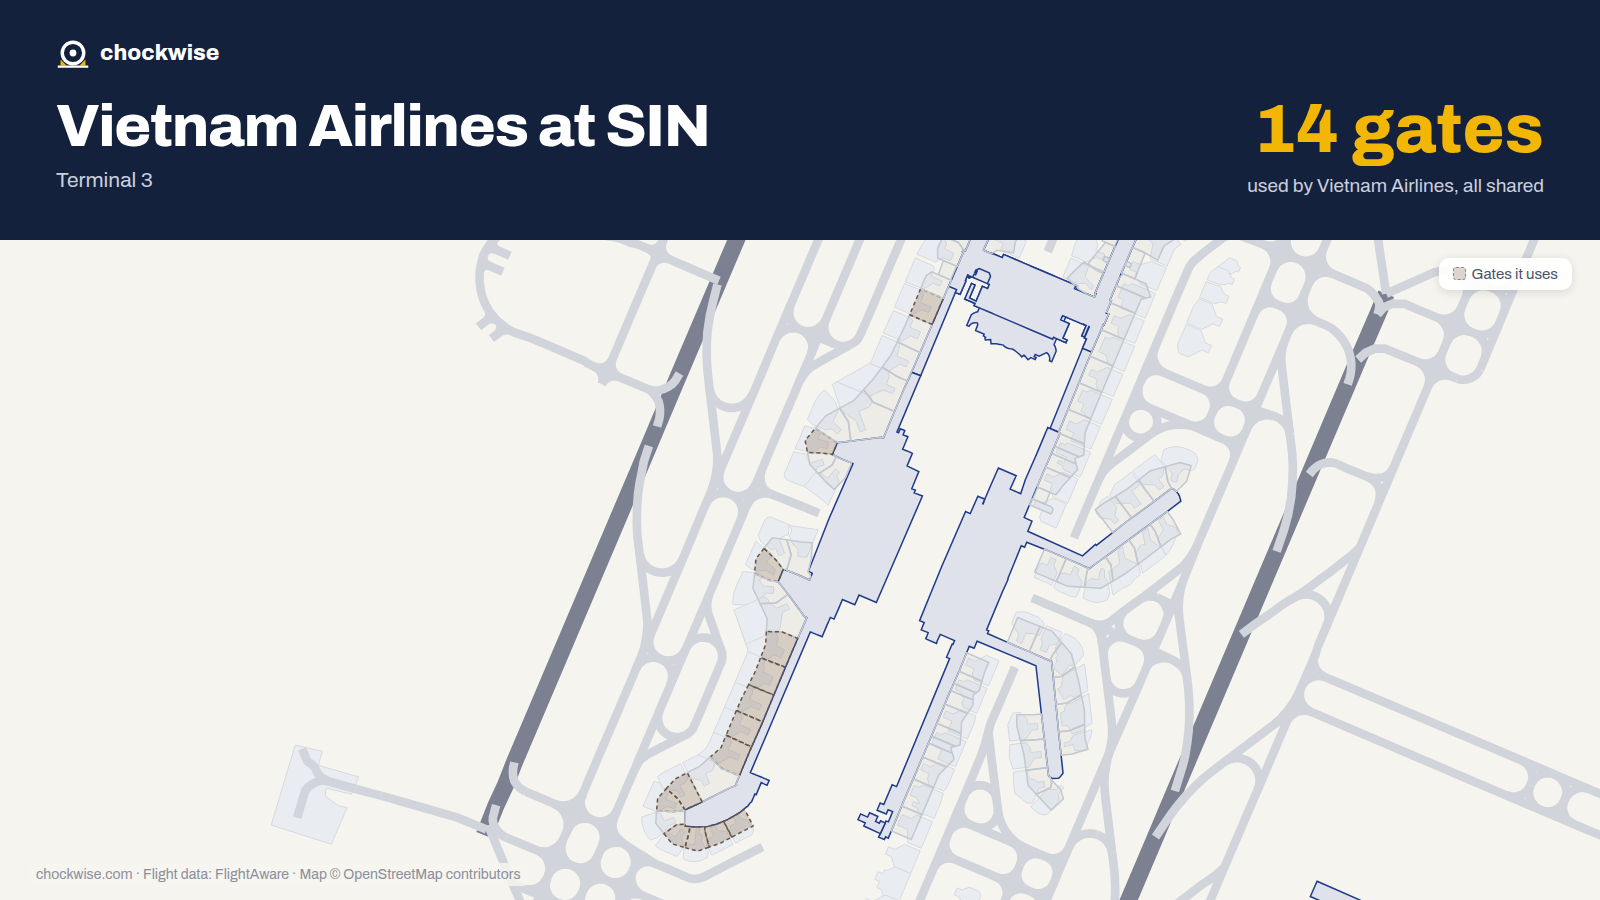 chockwise
Vietnam Airlines at SIN
Terminal 3
14 gates
used by Vietnam Airlines, all shared
Gates it uses
chockwise.com · Flight data: FlightAware · Map © OpenStreetMap contributors